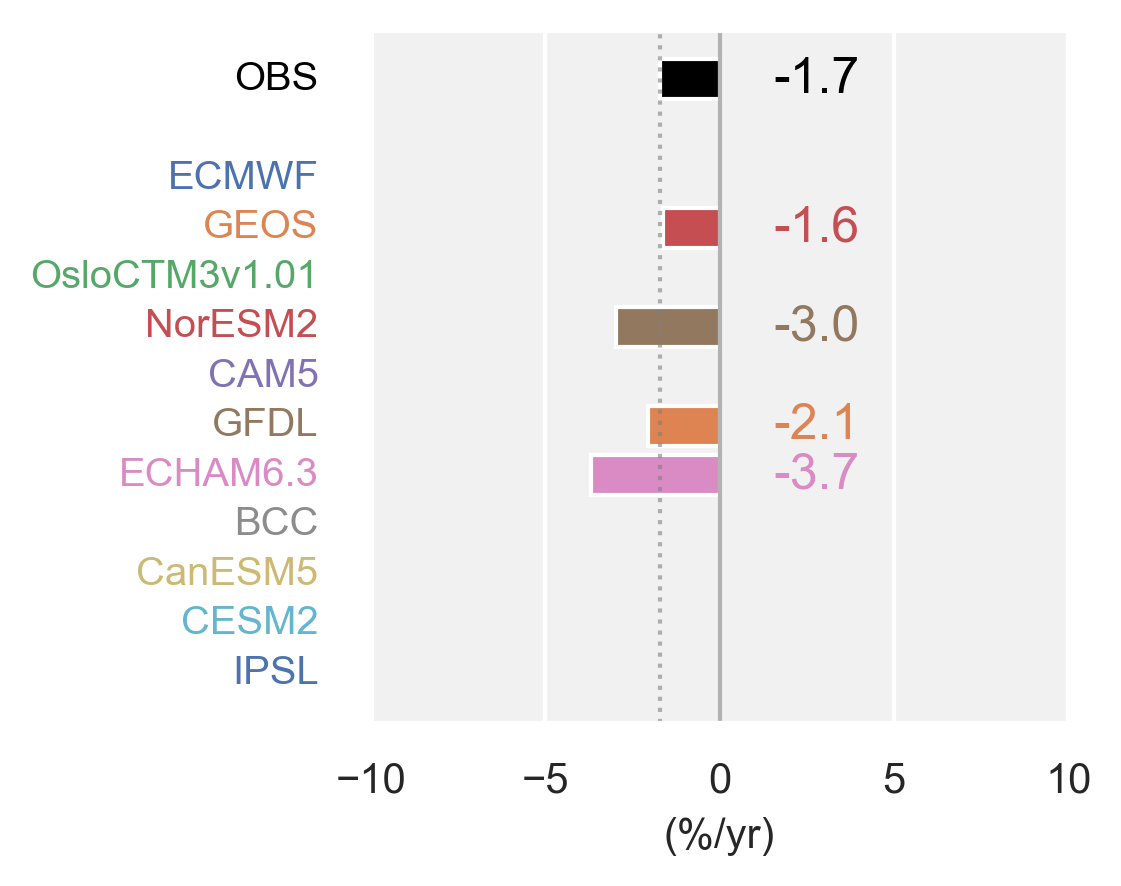 OBS -1.7
ECMWF
GEOS -1.6
OsloCTM3v1.01
NorESM2 -3.0
CAM5
GFDL -2.1
ECHAM6.3 -3.7
BCC
CanESM5
CESM2
IPSL
−10 −5 0 5 10
(%/yr)